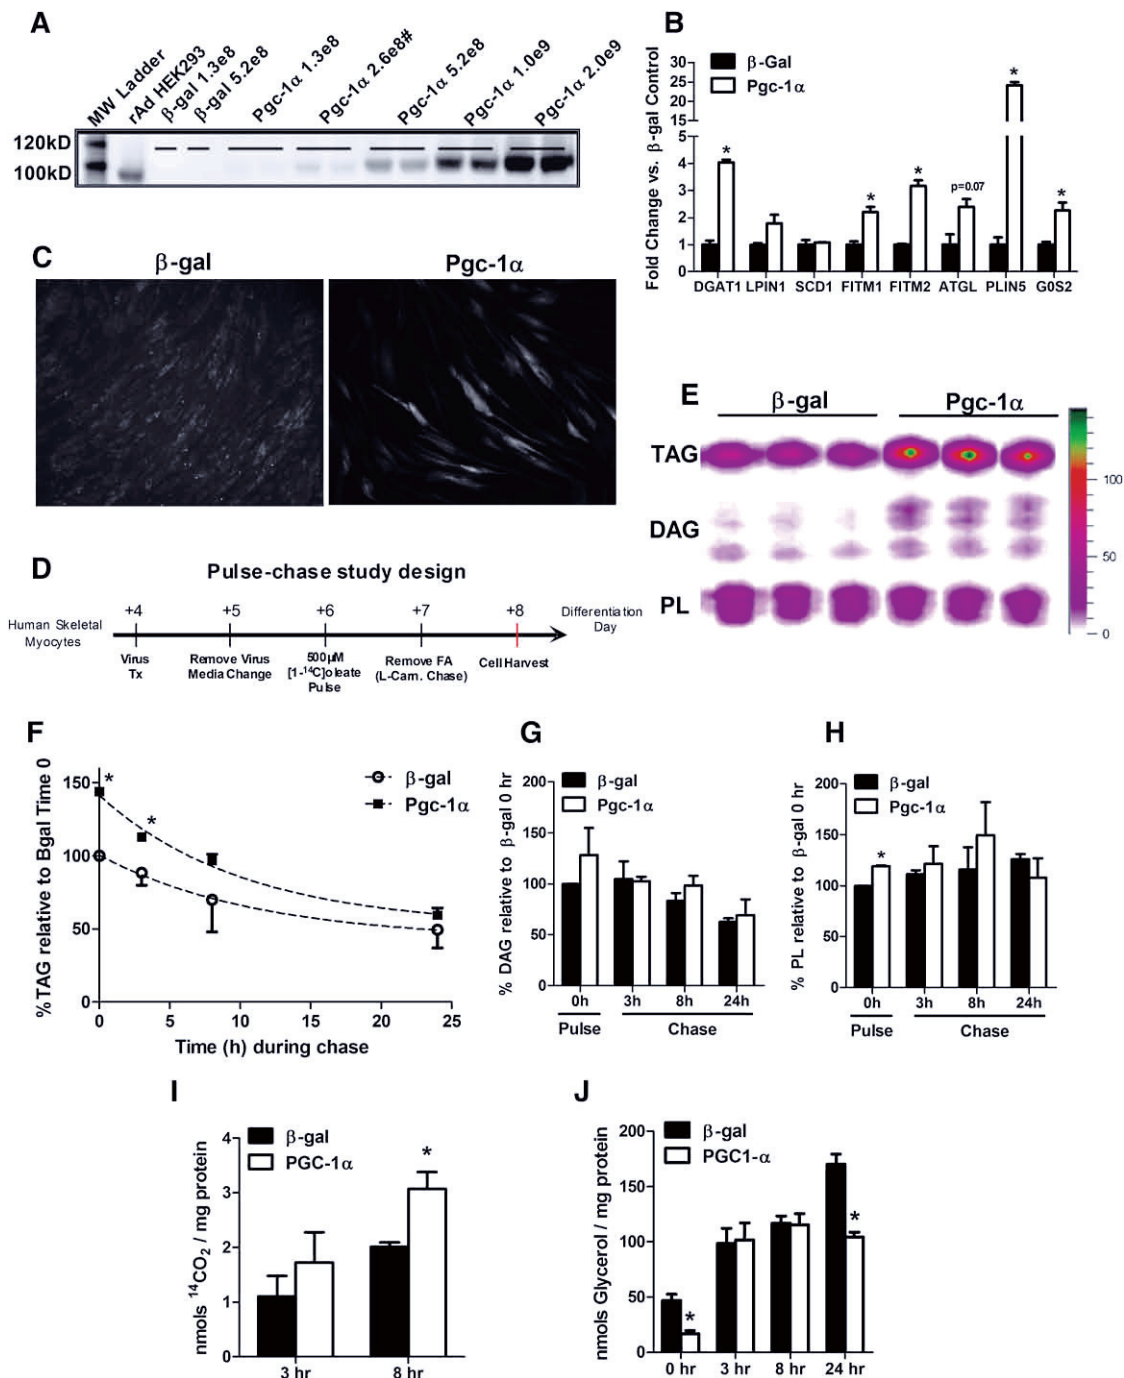 A
MW Ladder
rAd HEK293
β-gal 1.3e8
β-gal 5.2e8
Pgc-1α 1.3e8
Pgc-1α 2.6e8#
Pgc-1α 5.2e8
Pgc-1α 1.0e9
Pgc-1α 2.0e9
120kD
100kD
B
Fold Change vs. β-gal Control
β-Gal
Pgc-1α
30
25
20
15
5
4
3
2
1
0
*
*
*
p=0.07
*
*
DGAT1 LPIN1 SCD1 FITM1 FITM2 ATGL PLIN5 G0S2
C
β-gal
Pgc-1α
D
Pulse-chase study design
+4
+5
+6
+7
+8
Human Skeletal
Myocytes
Differentiation
Day
Virus
Tx
Remove Virus
Media Change
500µM
[1-¹⁴C]oleate
Pulse
Remove FA
(L-Carn. Chase)
Cell Harvest
E
β-gal
Pgc-1α
TAG
DAG
PL
100
50
0
F
%TAG relative to Bgal Time 0
150
100
50
0
*
*
β-gal
Pgc-1α
0 5 10 15 20 25
Time (h) during chase
G
% DAG relative to β-gal 0 hr
200
150
100
50
0
β-gal
Pgc-1α
0h 3h 8h 24h
Pulse Chase
H
% PL relative to β-gal 0 hr
200
150
100
50
0
β-gal
Pgc-1α
*
0h 3h 8h 24h
Pulse Chase
I
nmols ¹⁴CO₂ / mg protein
4
3
2
1
0
β-gal
PGC-1α
*
3 hr 8 hr
J
nmols Glycerol / mg protein
200
150
100
50
0
β-gal
PGC1-α
*
*
0 hr 3 hr 8 hr 24 hr